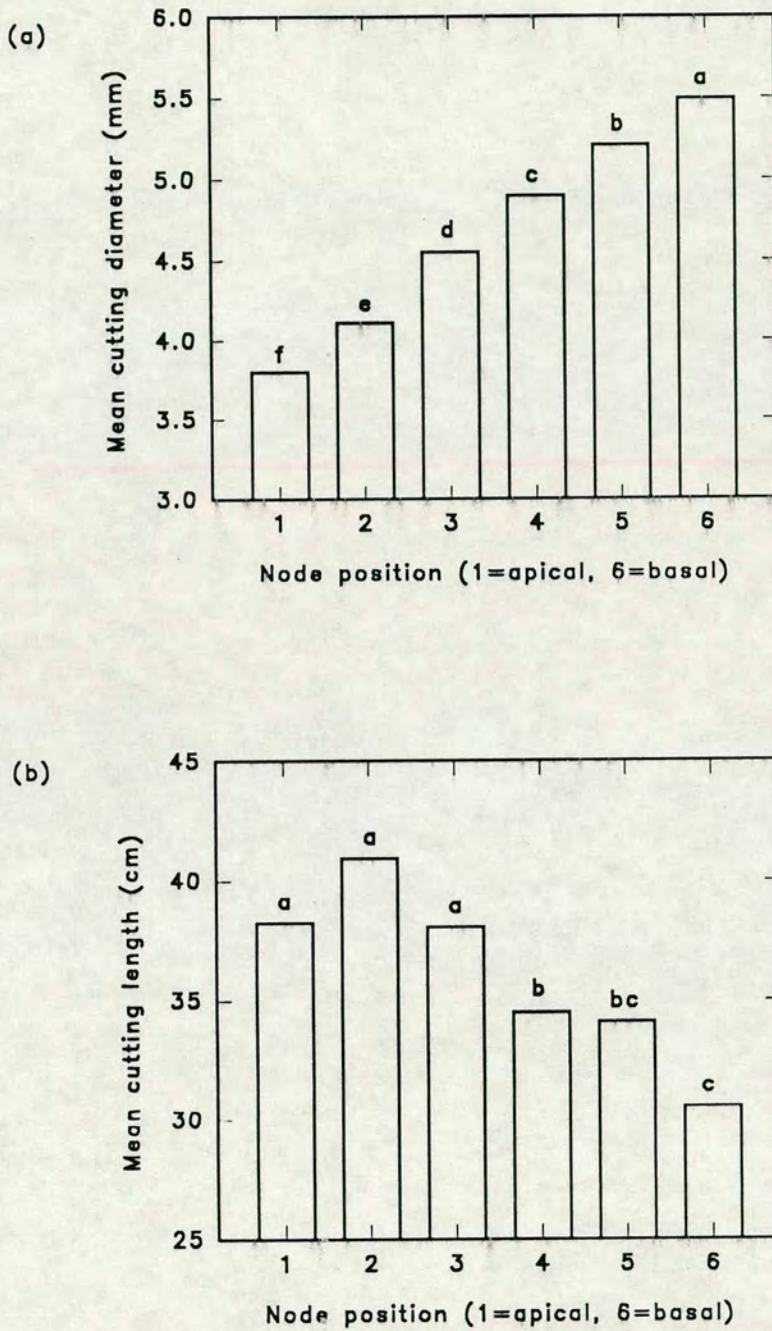 (a)
6.0
5.5
5.0
4.5
4.0
3.5
3.0
Mean cutting diameter (mm)
f
e
d
c
b
a
1 2 3 4 5 6
Node position (1=apical, 6=basal)
(b)
45
40
35
30
25
Mean cutting length (cm)
a
a
a
b
bc
c
1 2 3 4 5 6
Node position (1=apical, 6=basal)